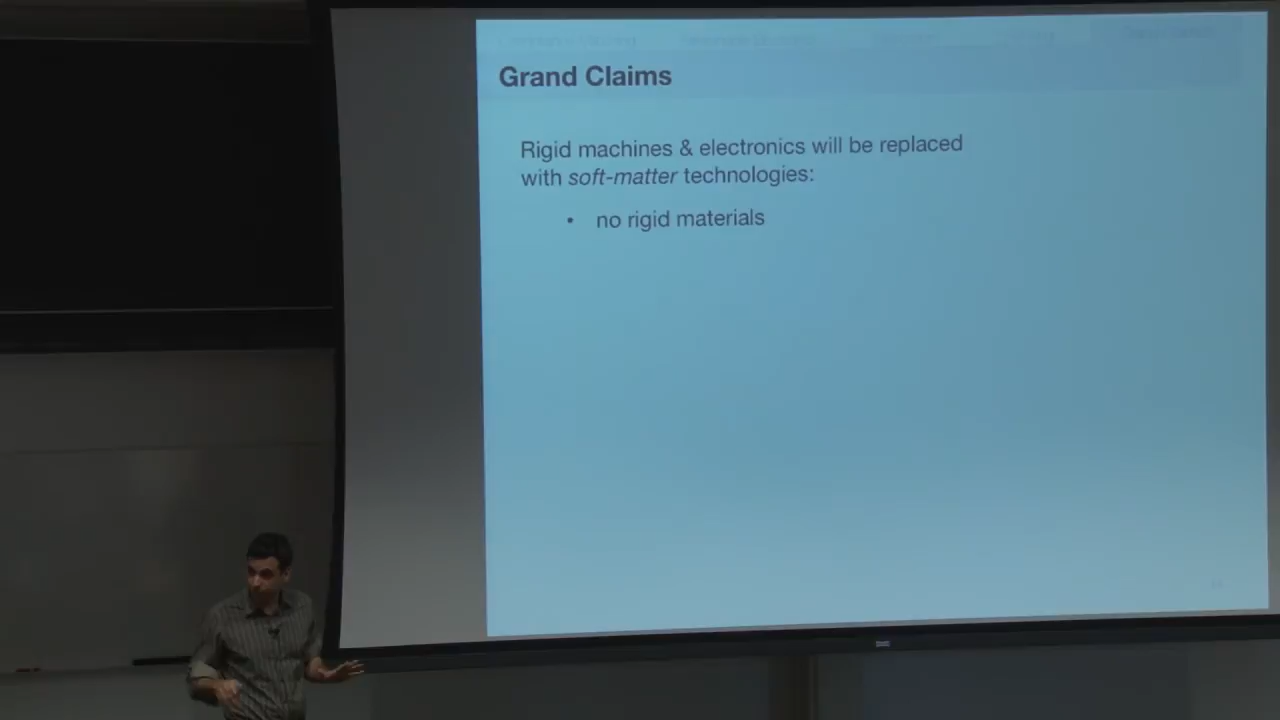 Grand Claims
Rigid machines & electronics will be replaced
with soft-matter technologies:
• no rigid materials